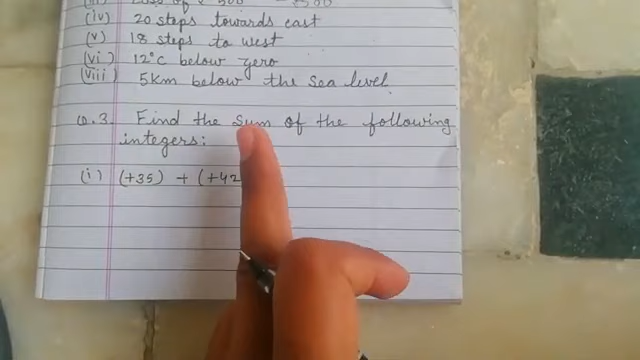 (iv) 20 steps towards east
(v) 18 steps to west
(vi) 12°C below zero
(viii) 5Km below the sea level
Q.3. Find the sum of the following
integers:
(i) (+35) + (+42